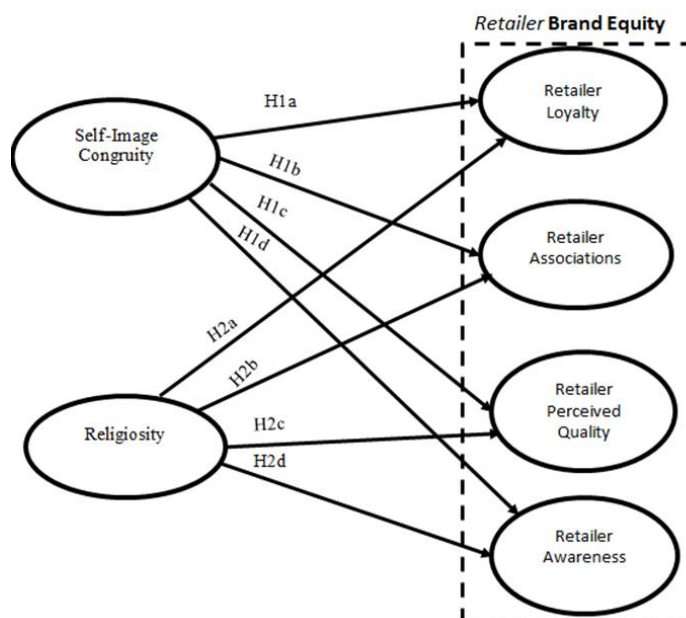 Retailer Brand Equity
Self-Image
Congruity
H1a
H1b
H1c
H1d
Religiosity
H2a
H2b
H2c
H2d
Retailer
Loyalty
Retailer
Associations
Retailer
Perceived
Quality
Retailer
Awareness